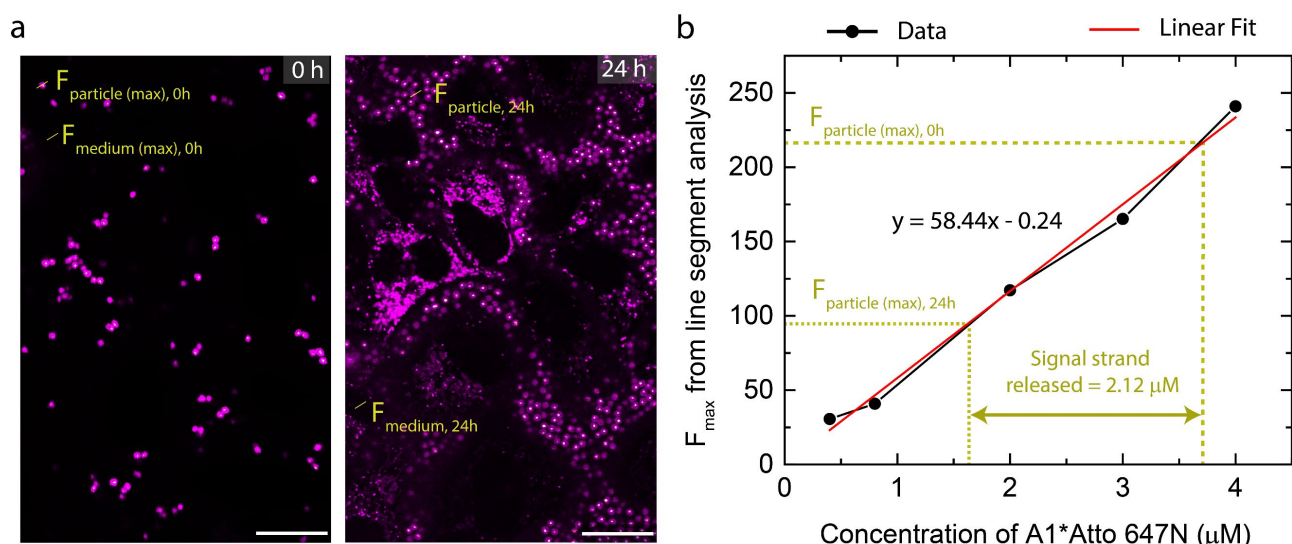 a
0 h
F particle (max), 0h
F medium (max), 0h
24 h
F particle, 24h
F medium, 24h
b
Data
Linear Fit
F max from line segment analysis
250
200
150
100
50
0
F particle (max), 0h
y = 58.44x - 0.24
F particle (max), 24h
Signal strand
released = 2.12 μM
0 1 2 3 4
Concentration of A1*Atto 647N (μM)